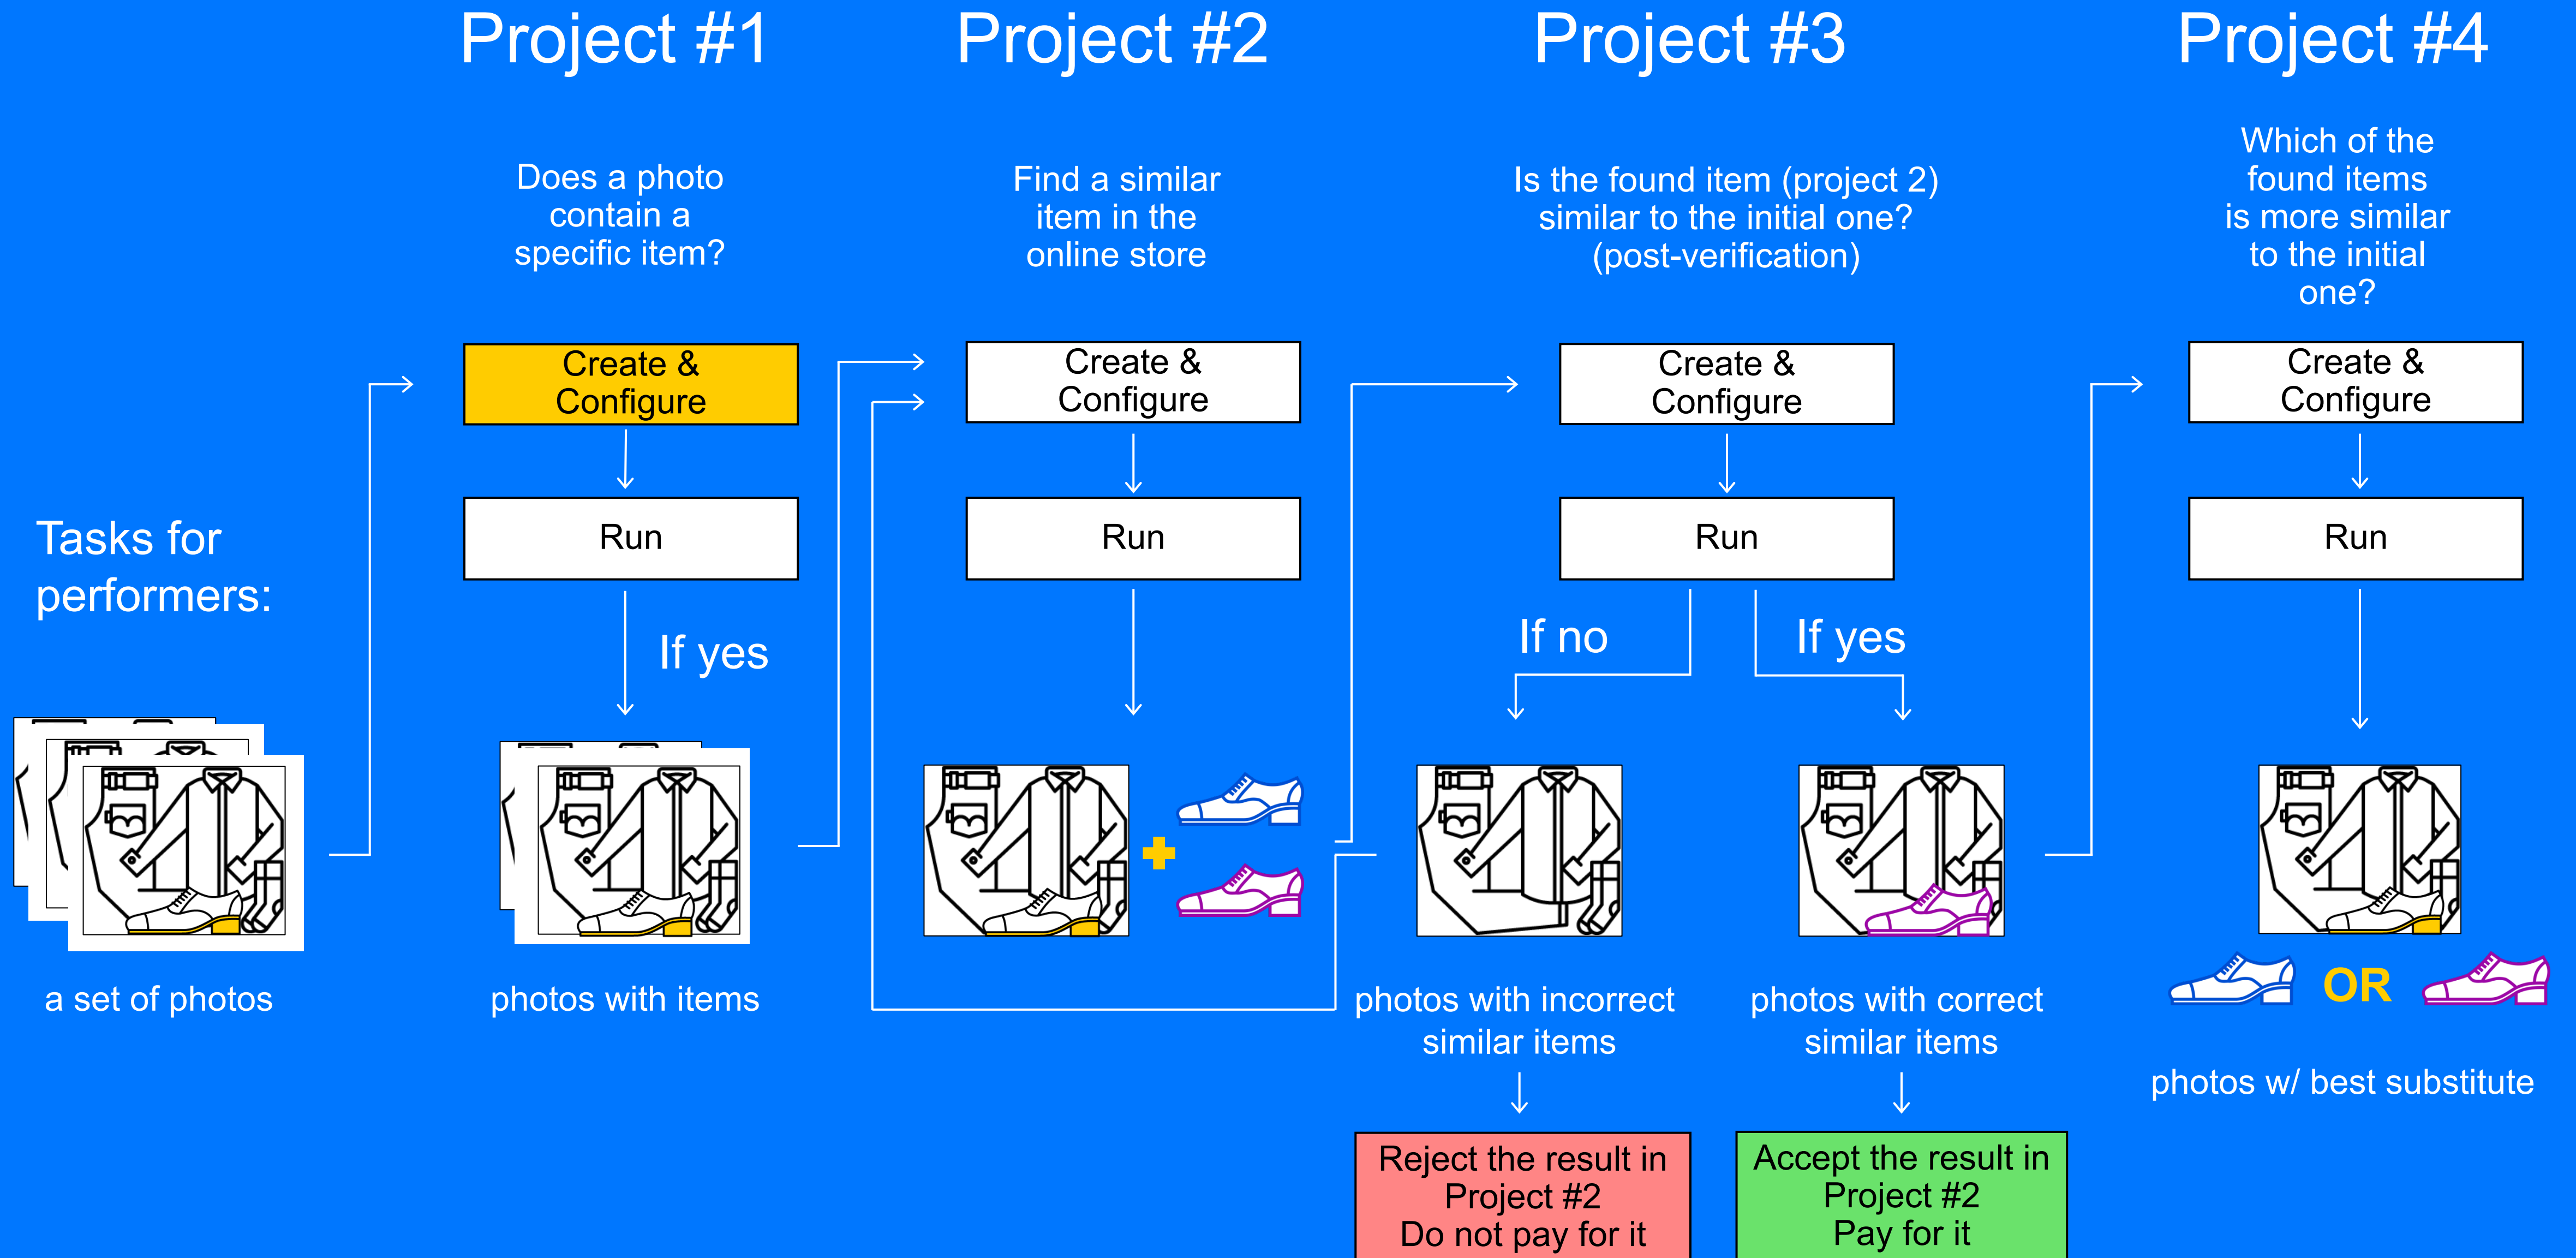 Project #1
Project #2
Project #3
Project #4
Does a photo
contain a
specific item?
Find a similar
item in the
online store
Is the found item (project 2)
similar to the initial one?
(post-verification)
Which of the
found items
is more similar
to the initial
one?
Create &
Configure
Create &
Configure
Create &
Configure
Create &
Configure
Run
Run
Run
Run
Tasks for
performers:
If yes
If no
If yes
OR
a set of photos
photos with items
photos with incorrect
similar items
photos with correct
similar items
photos w/ best substitute
Reject the result in
Project #2
Do not pay for it
Accept the result in
Project #2
Pay for it